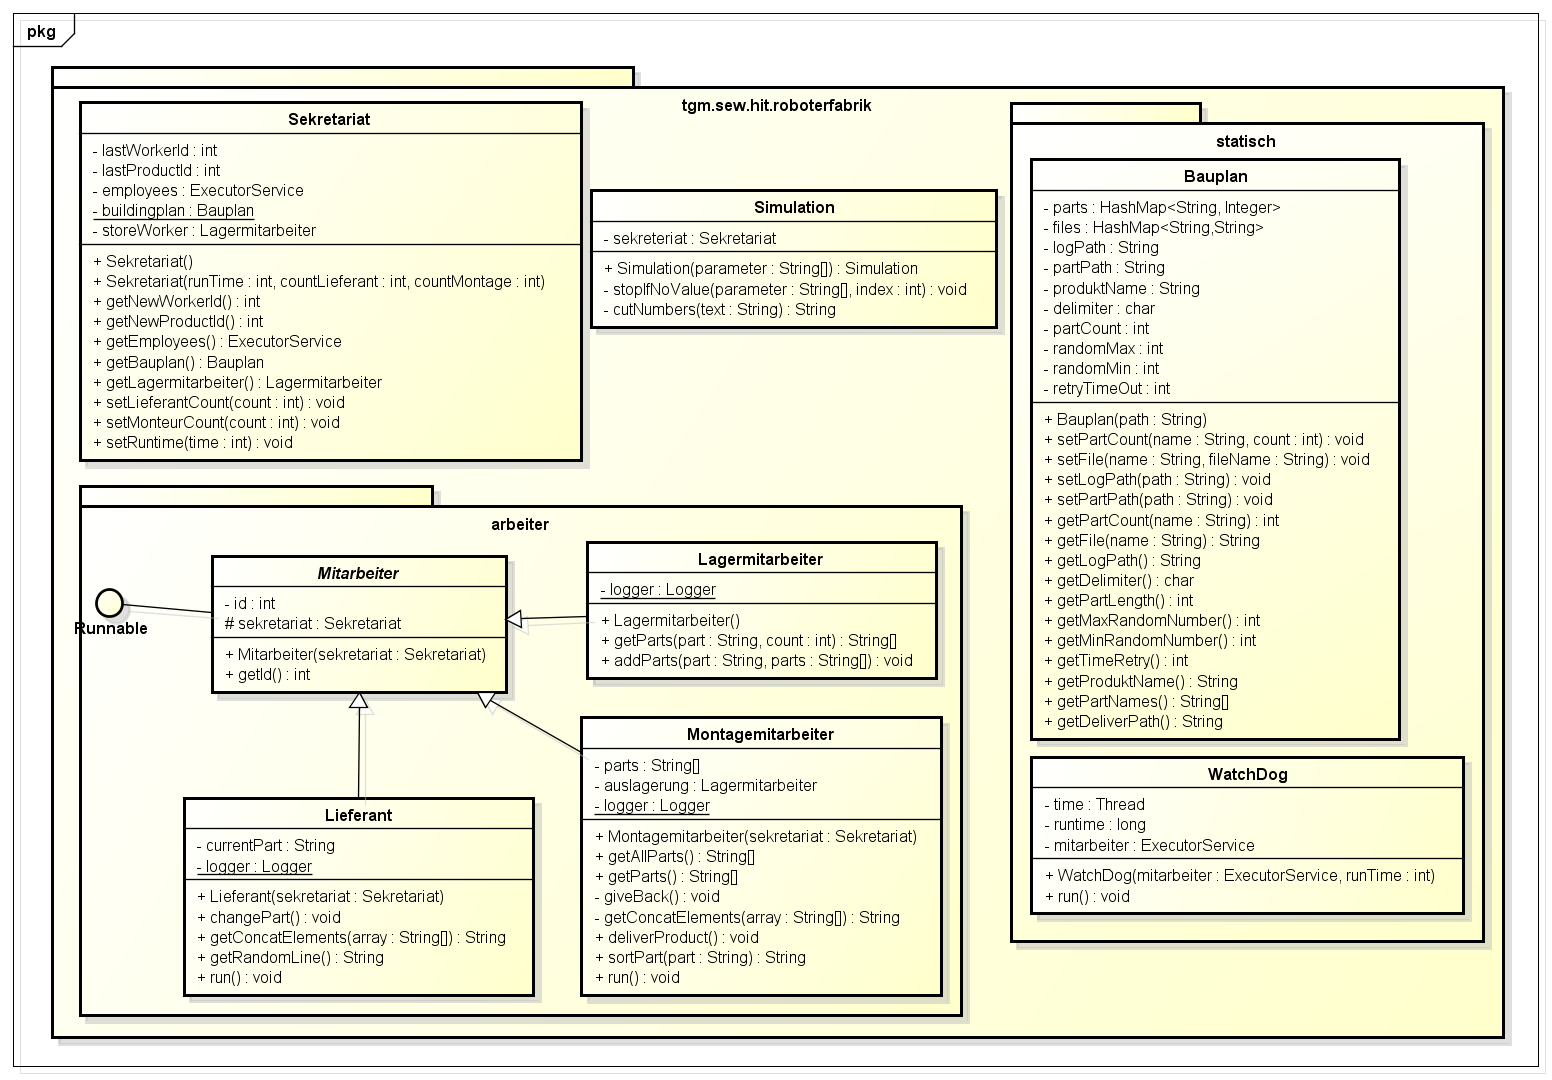 pkg
tgm.sew.hit.roboterfabrik
Sekretariat
- lastWorkerId : int
- lastProductId : int
- employees : ExecutorService
- buildingplan : Bauplan
- storeWorker : Lagermitarbeiter
+ Sekretariat()
+ Sekretariat(runTime : int, countLieferant : int, countMontage : int)
+ getNewWorkerId() : int
+ getNewProductId() : int
+ getEmployees() : ExecutorService
+ getBauplan() : Bauplan
+ getLagermitarbeiter() : Lagermitarbeiter
+ setLieferantCount(count : int) : void
+ setMonteurCount(count : int) : void
+ setRuntime(time : int) : void
Simulation
- sekreteriat : Sekretariat
+ Simulation(parameter : String[]) : Simulation
- stopIfNoValue(parameter : String[], index : int) : void
- cutNumbers(text : String) : String
statisch
Bauplan
- parts : HashMap<String, Integer>
- files : HashMap<String,String>
- logPath : String
- partPath : String
- produktName : String
- delimiter : char
- partCount : int
- randomMax : int
- randomMin : int
- retryTimeOut : int
+ Bauplan(path : String)
+ setPartCount(name : String, count : int) : void
+ setFile(name : String, fileName : String) : void
+ setLogPath(path : String) : void
+ setPartPath(path : String) : void
+ getPartCount(name : String) : int
+ getFile(name : String) : String
+ getLogPath() : String
+ getDelimiter() : char
+ getPartLength() : int
+ getMaxRandomNumber() : int
+ getMinRandomNumber() : int
+ getTimeRetry() : int
+ getProduktName() : String
+ getPartNames() : String[]
+ getDeliverPath() : String
WatchDog
- time : Thread
- runtime : long
- mitarbeiter : ExecutorService
+ WatchDog(mitarbeiter : ExecutorService, runTime : int)
+ run() : void
arbeiter
Runnable
Mitarbeiter
- id : int
# sekretariat : Sekretariat
+ Mitarbeiter(sekretariat : Sekretariat)
+ getId() : int
Lagermitarbeiter
- logger : Logger
+ Lagermitarbeiter()
+ getParts(part : String, count : int) : String[]
+ addParts(part : String, parts : String[]) : void
Lieferant
- currentPart : String
- logger : Logger
+ Lieferant(sekretariat : Sekretariat)
+ changePart() : void
+ getConcatElements(array : String[]) : String
+ getRandomLine() : String
+ run() : void
Montagemitarbeiter
- parts : String[]
- auslagerung : Lagermitarbeiter
- logger : Logger
+ Montagemitarbeiter(sekretariat : Sekretariat)
+ getAllParts() : String[]
+ getParts() : String[]
- giveBack() : void
- getConcatElements(array : String[]) : String
+ deliverProduct() : void
+ sortPart(part : String) : String
+ run() : void